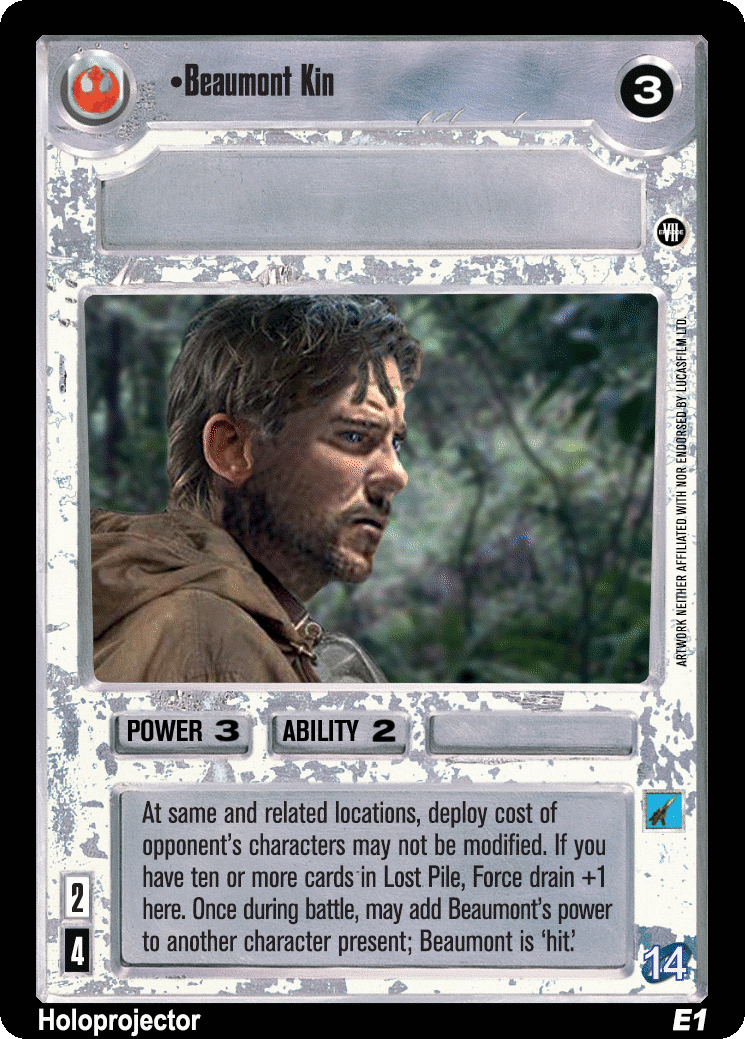 •Beaumont Kin
3
EPISODE
VII
ARTWORK NEITHER AFFILIATED WITH NOR ENDORSED BY LUCASFILM LTD.
POWER 3
ABILITY 2
At same and related locations, deploy cost of
opponent's characters may not be modified. If you
have ten or more cards in Lost Pile, Force drain +1
here. Once during battle, may add Beaumont's power
to another character present; Beaumont is 'hit.'
2
4
14
Holoprojector
E1